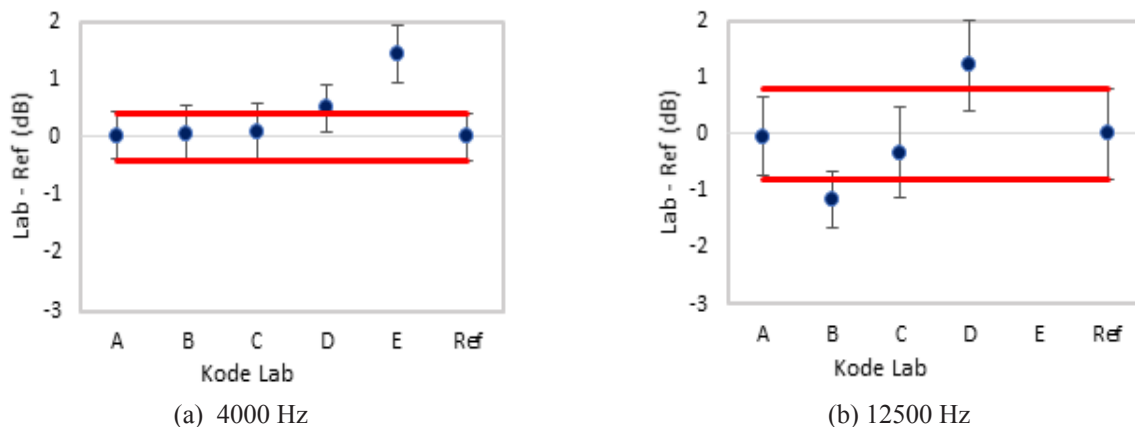 2
1
0
-1
-2
-3
Lab - Ref (dB)
A B C D E Ref
Kode Lab
(a) 4000 Hz
2
1
0
-1
-2
-3
Lab - Ref (dB)
A B C D E Ref
Kode Lab
(b) 12500 Hz